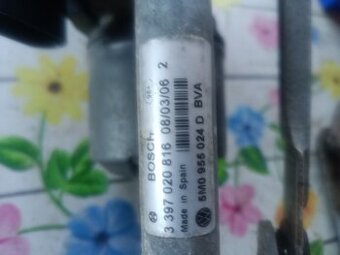 BOSCH
3 397 020 816 08/03/06 2
Made in Spain
5M0 955 024 D BVA